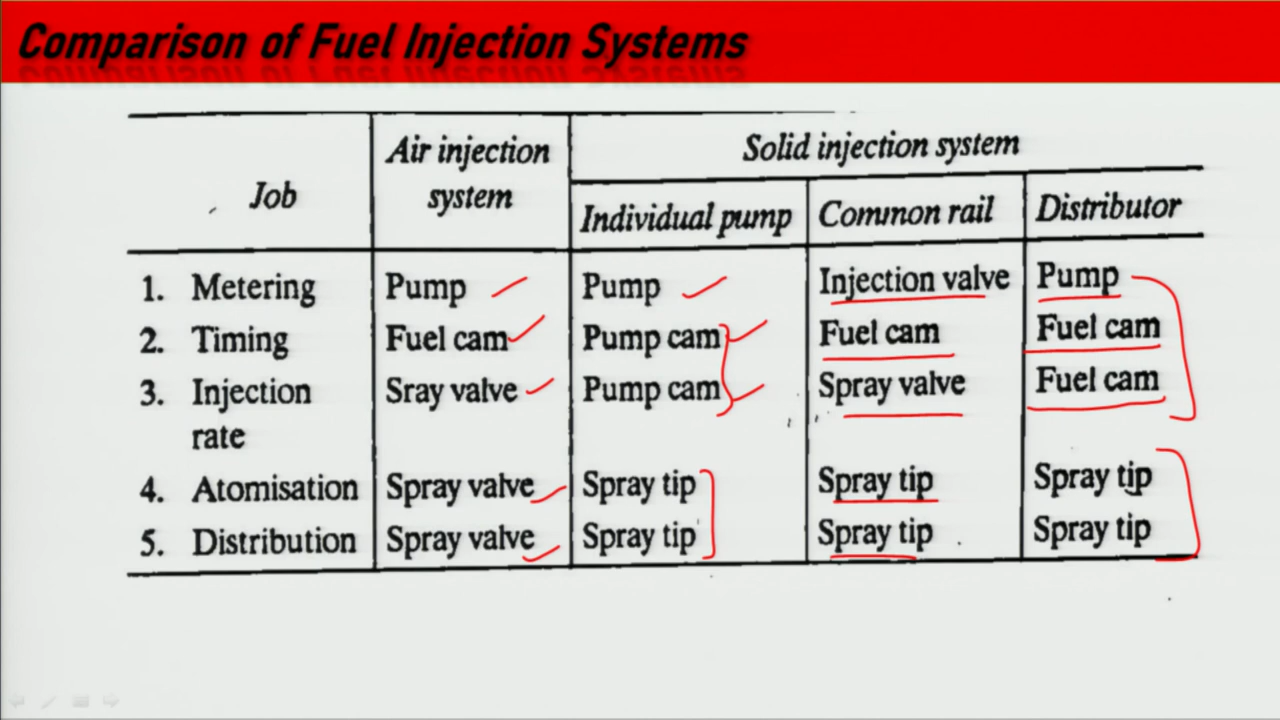 Comparison of Fuel Injection Systems
Job
Air injection
system
Solid injection system
Individual pump
Common rail
Distributor
1. Metering Pump Pump Injection valve Pump
2. Timing Fuel cam Pump cam Fuel cam Fuel cam
3. Injection Sray valve Pump cam Spray valve Fuel cam
rate
4. Atomisation Spray valve Spray tip Spray tip Spray tip
5. Distribution Spray valve Spray tip Spray tip Spray tip